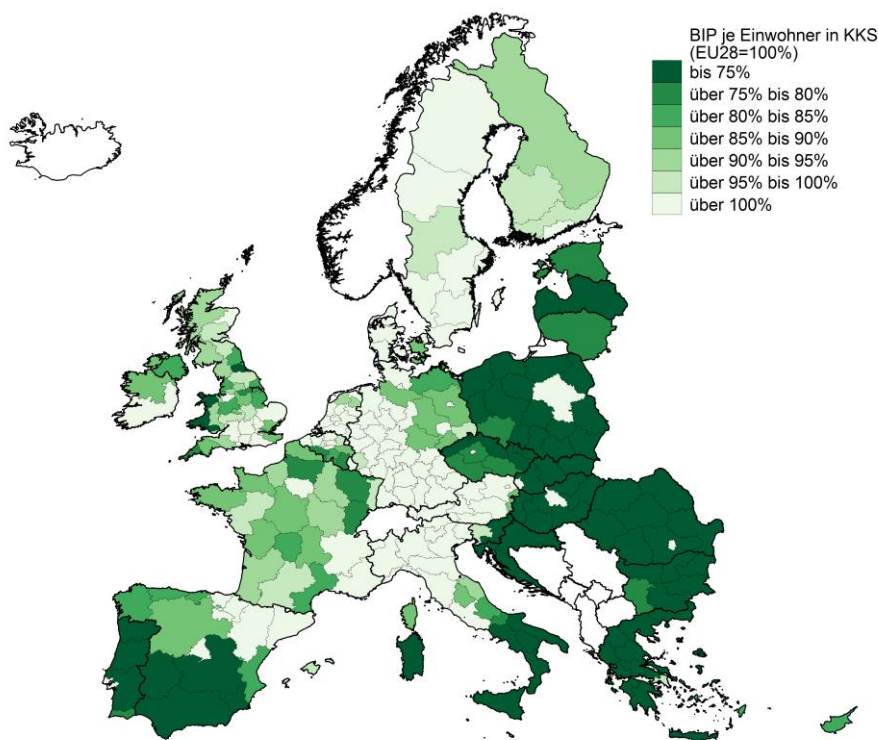 BIP je Einwohner in KKS
(EU28=100%)
bis 75%
über 75% bis 80%
über 80% bis 85%
über 85% bis 90%
über 90% bis 95%
über 95% bis 100%
über 100%